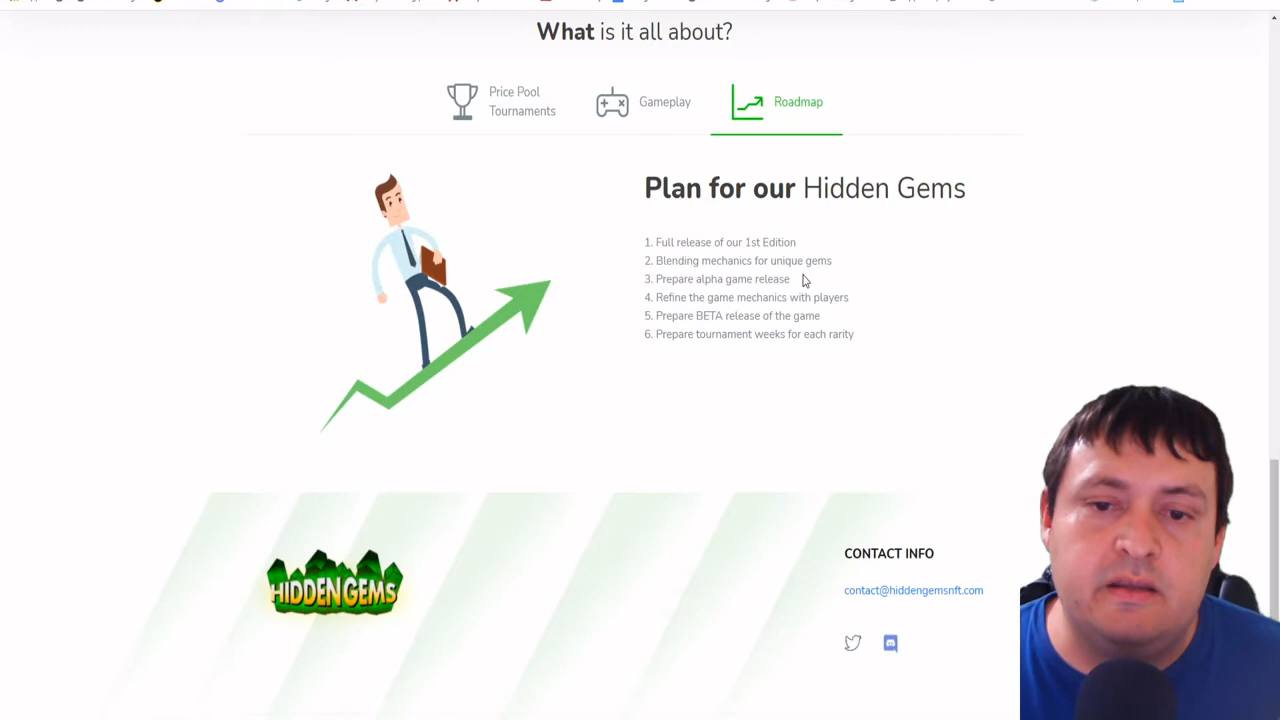 What is it all about?
Price Pool
Tournaments
Gameplay
Roadmap
Plan for our Hidden Gems
1. Full release of our 1st Edition
2. Blending mechanics for unique gems
3. Prepare alpha game release
4. Refine the game mechanics with players
5. Prepare BETA release of the game
6. Prepare tournament weeks for each rarity
HIDDEN GEMS
CONTACT INFO
contact@hiddengemsnft.com